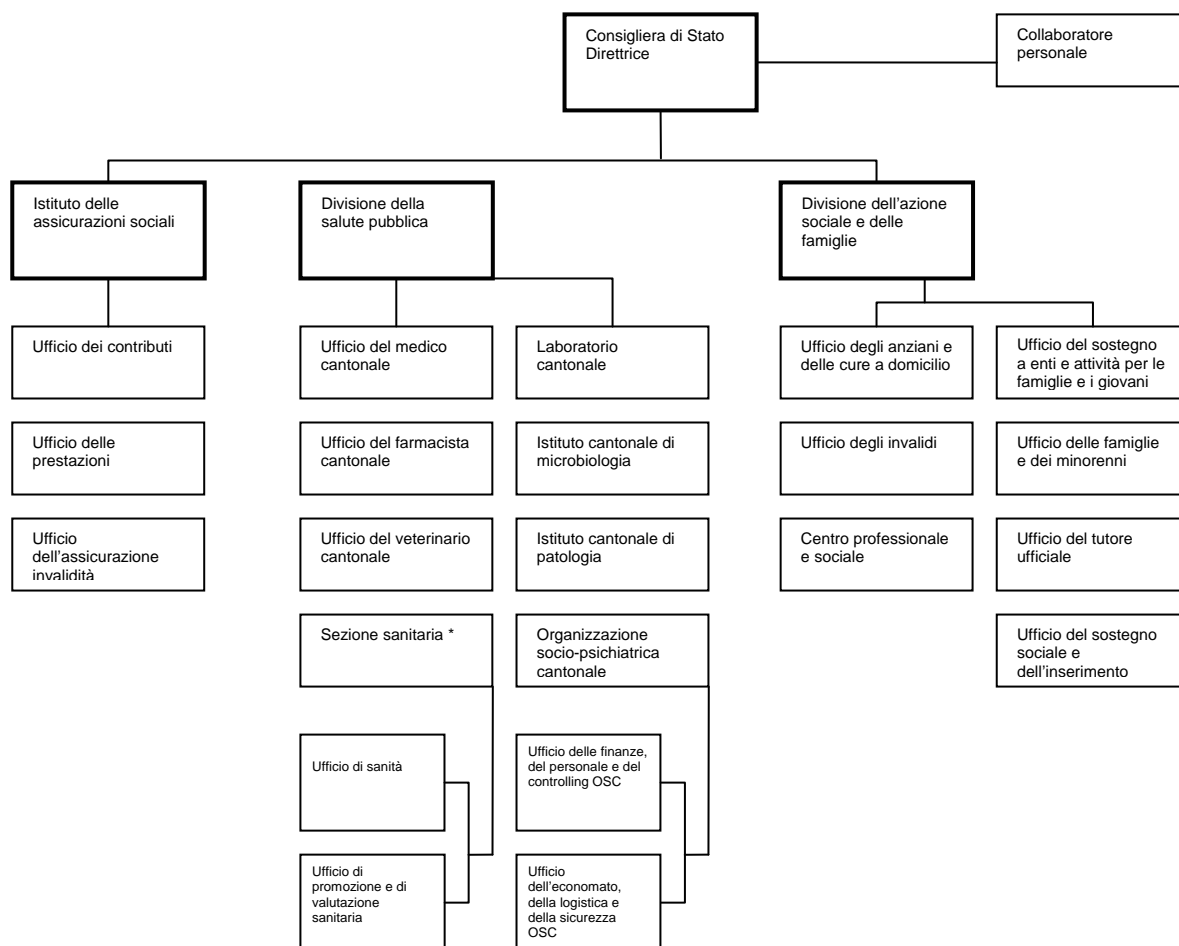 Consigliera di Stato
Direttrice
Collaboratore
personale
Istituto delle
assicurazioni sociali
Divisione della
salute pubblica
Divisione dell'azione
sociale e delle
famiglie
Ufficio dei contributi
Ufficio del medico
cantonale
Laboratorio
cantonale
Ufficio degli anziani e
delle cure a domicilio
Ufficio del sostegno
a enti e attività per le
famiglie e i giovani
Ufficio delle
prestazioni
Ufficio del farmacista
cantonale
Istituto cantonale di
microbiologia
Ufficio degli invalidi
Ufficio delle famiglie
e dei minorenni
Ufficio
dell'assicurazione
invalidità
Ufficio del veterinario
cantonale
Istituto cantonale di
patologia
Centro professionale
e sociale
Ufficio del tutore
ufficiale
Sezione sanitaria *
Organizzazione
socio-psichiatrica
cantonale
Ufficio del sostegno
sociale e
dell'inserimento
Ufficio di sanità
Ufficio delle finanze,
del personale e del
controlling OSC
Ufficio di
promozione e di
valutazione
sanitaria
Ufficio
dell'economato,
della logistica e
della sicurezza
OSC